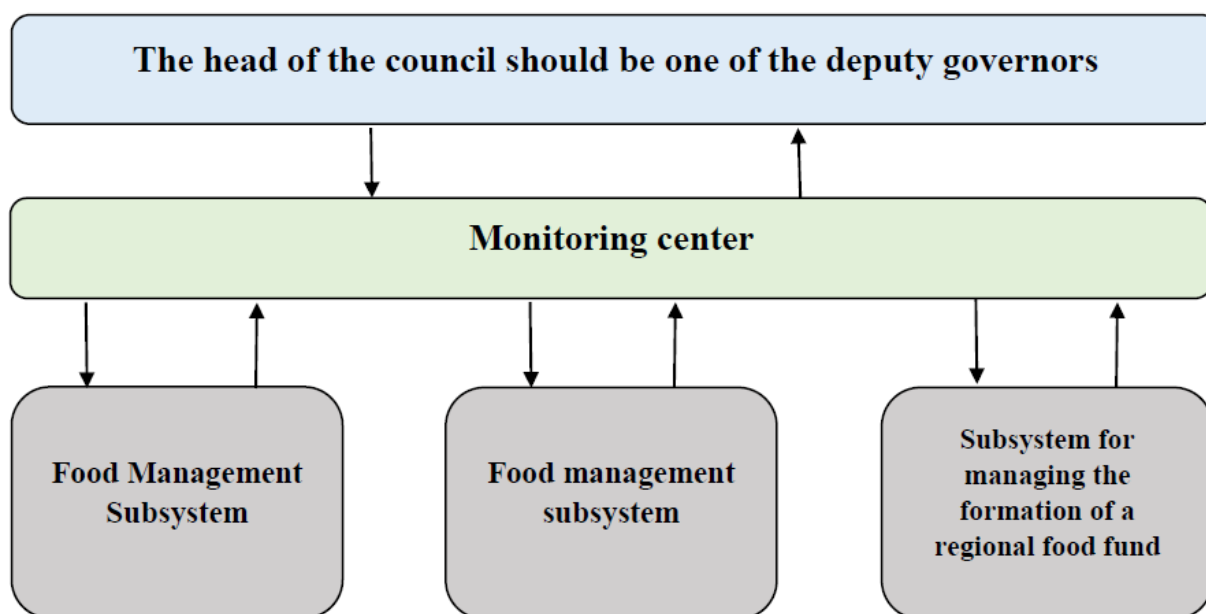 The head of the council should be one of the deputy governors
Monitoring center
Food Management
Subsystem
Food management
subsystem
Subsystem for
managing the
formation of a
regional food fund